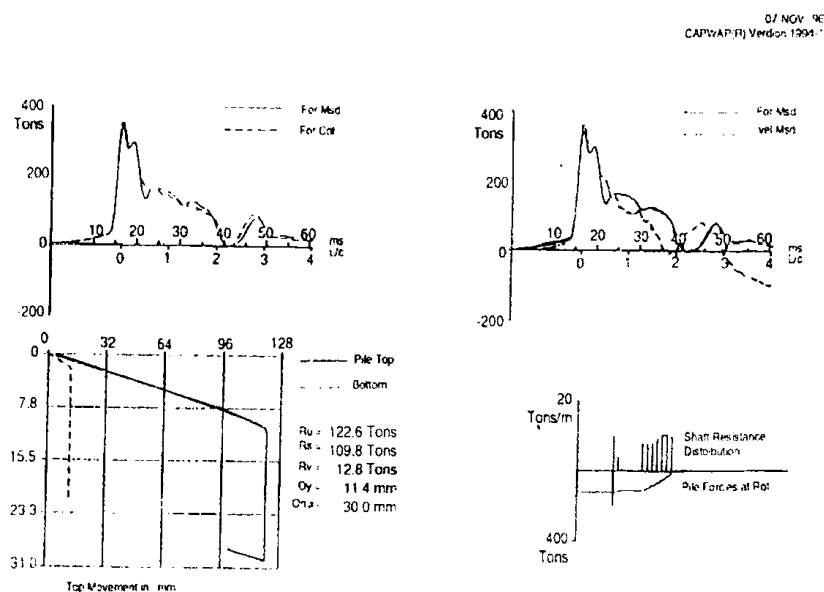 07 NOV 96
CAPWAP(R) Version 1994-1
400
Tons
200
0
-200
10 20 30 40 50 60 ms
0 1 2 3 4 L/c
For Msd
For Cpt
400
Tons
200
0
-200
10 20 30 40 50 60 ms
0 1 2 3 4 L/c
For Msd
Vel Msd
0 32 64 96 128
0
7.8
15.5
23.3
31.0
Pile Top
Bottom
Ru = 122.6 Tons
Rs = 109.8 Tons
= 12.8 Tons
Dy = 11.4 mm
= 30.0 mm
Top Movement in mm
20
Tons/m
Shaft Resistance
Distribution
Pile Forces at
400
Tons